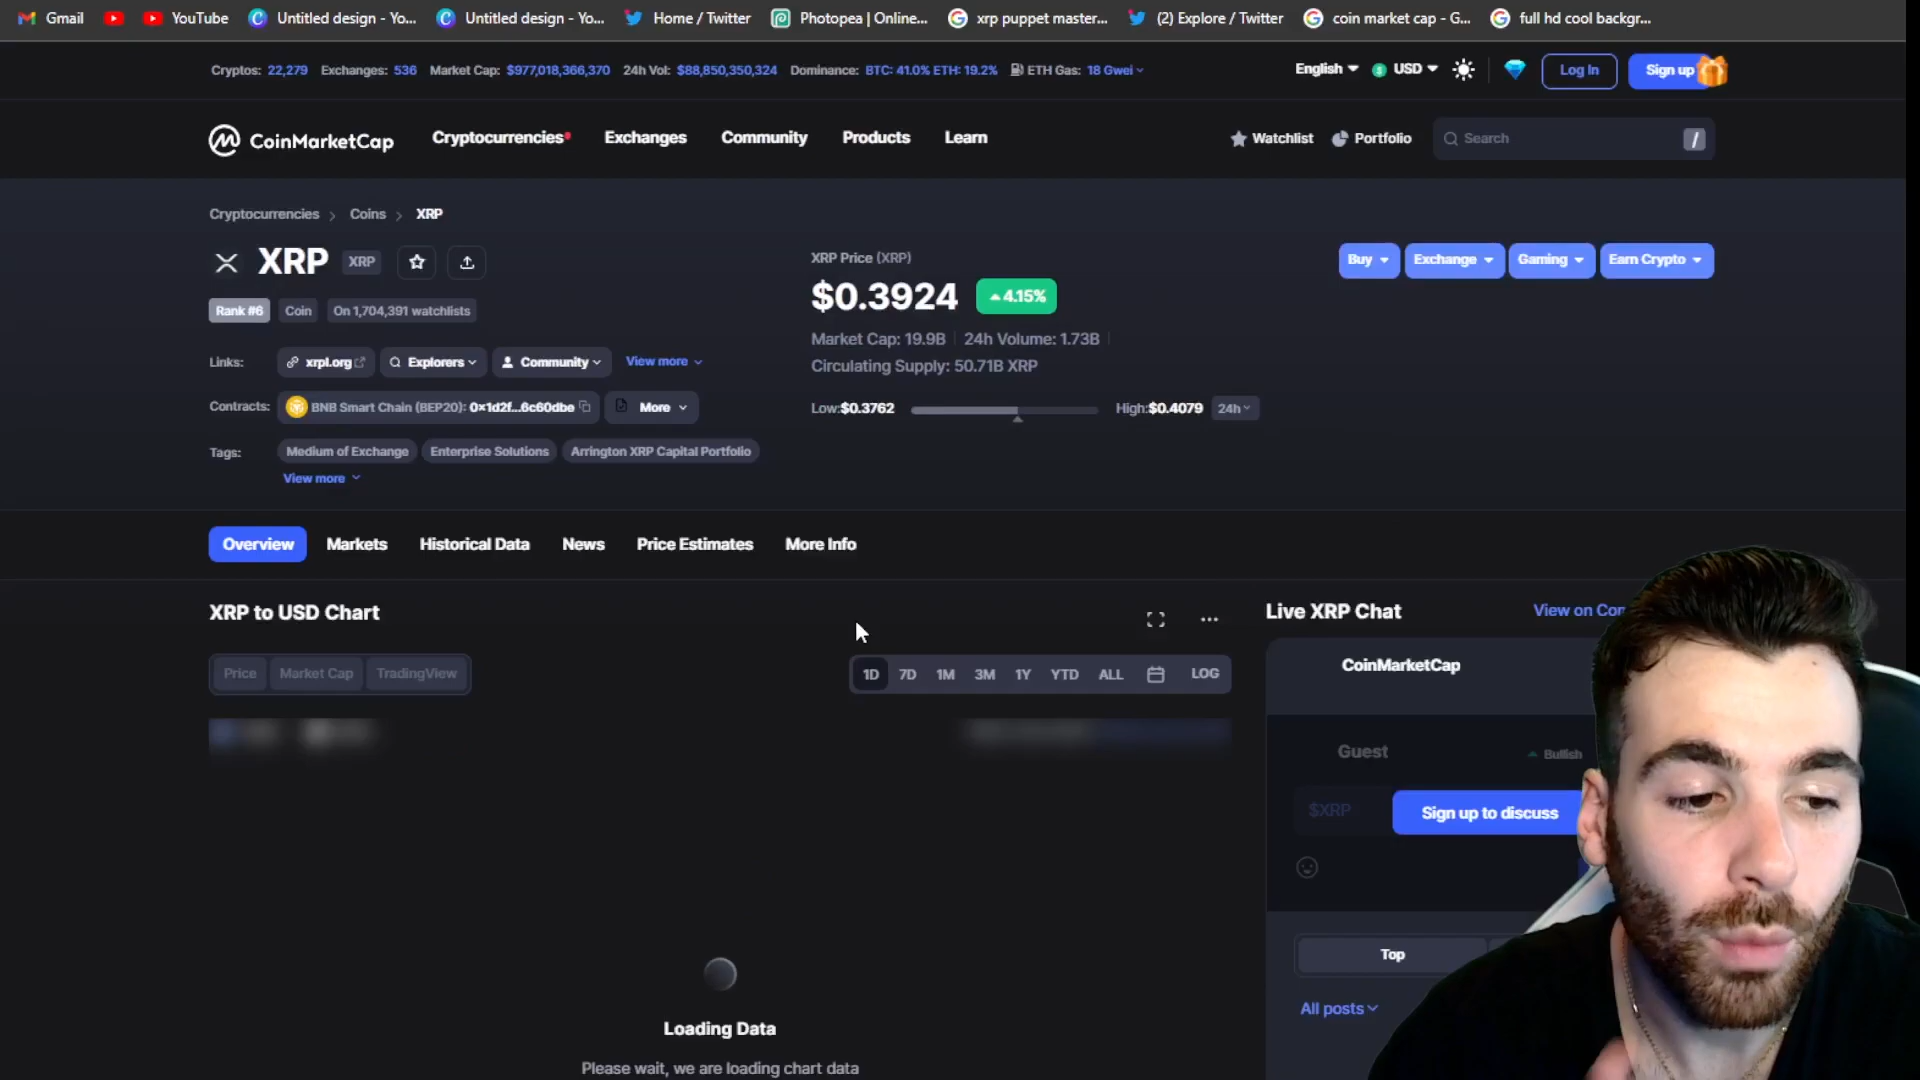 Gmail YouTube Untitled design - Yo... Untitled design - Yo... Home / Twitter Photopea | Online... xrp puppet master... (2) Explore / Twitter coin market cap - G... full hd cool backgr...
Cryptos: 22,279 Exchanges: 536 Market Cap: $977,018,366,370 24h Vol: $88,850,350,324 Dominance: BTC: 41.0% ETH: 19.2% ETH Gas: 18 Gwei English USD Log In Sign up
CoinMarketCap Cryptocurrencies Exchanges Community Products Learn Watchlist Portfolio Search /
Cryptocurrencies > Coins > XRP
XRP XRP
XRP Price (XRP)
$0.3924 4.15%
Buy Exchange Gaming Earn Crypto
Rank #6 Coin On 1,704,391 watchlists
Market Cap: 19.9B 24h Volume: 1.73B
Circulating Supply: 50.71B XRP
Links: xrpl.org Explorers Community View more
Contracts: BNB Smart Chain (BEP20): 0x1d2f...6c60dbe More
Low:$0.3762 High:$0.4079 24h
Tags: Medium of Exchange Enterprise Solutions Arrington XRP Capital Portfolio
View more
Overview Markets Historical Data News Price Estimates More Info
XRP to USD Chart
Live XRP Chat View on Con
Price Market Cap TradingView
1D 7D 1M 3M 1Y YTD ALL LOG
CoinMarketCap
Guest Bullish
$XRP Sign up to discuss
Top
All posts
Loading Data
Please wait, we are loading chart data